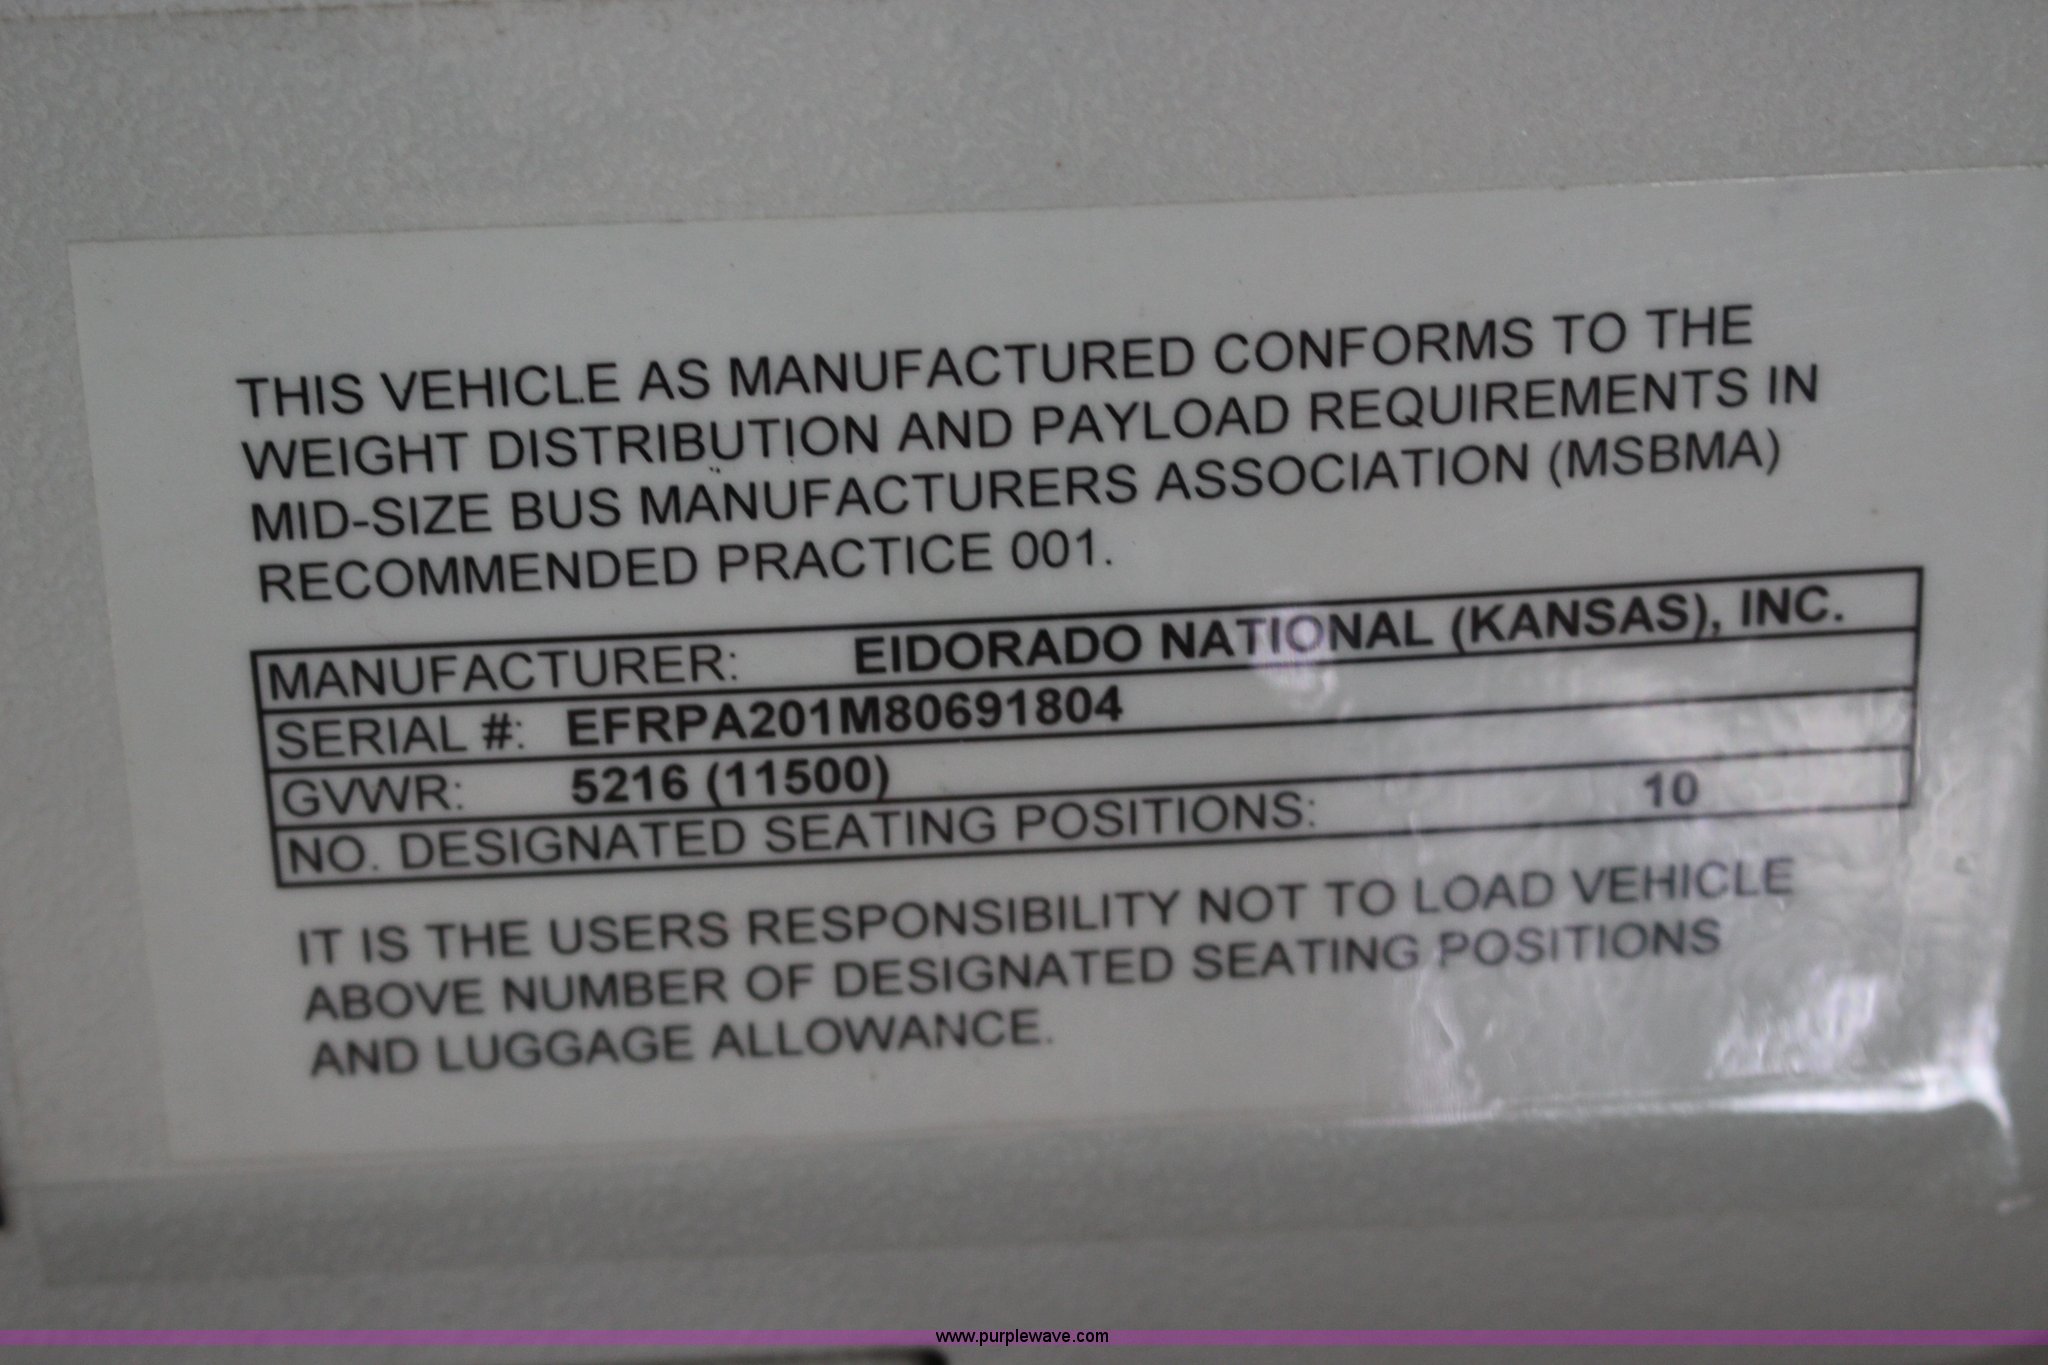 THIS VEHICLE AS MANUFACTURED CONFORMS TO THE
WEIGHT DISTRIBUTION AND PAYLOAD REQUIREMENTS IN
MID-SIZE BUS MANUFACTURERS ASSOCIATION (MSBMA)
RECOMMENDED PRACTICE 001.
MANUFACTURER: EIDORADO NATIONAL (KANSAS), INC.
SERIAL #: EFRPA201M80691804
GVWR: 5216 (11500)
NO. DESIGNATED SEATING POSITIONS: 10
IT IS THE USERS RESPONSIBILITY NOT TO LOAD VEHICLE
ABOVE NUMBER OF DESIGNATED SEATING POSITIONS
AND LUGGAGE ALLOWANCE.
www.purplewave.com